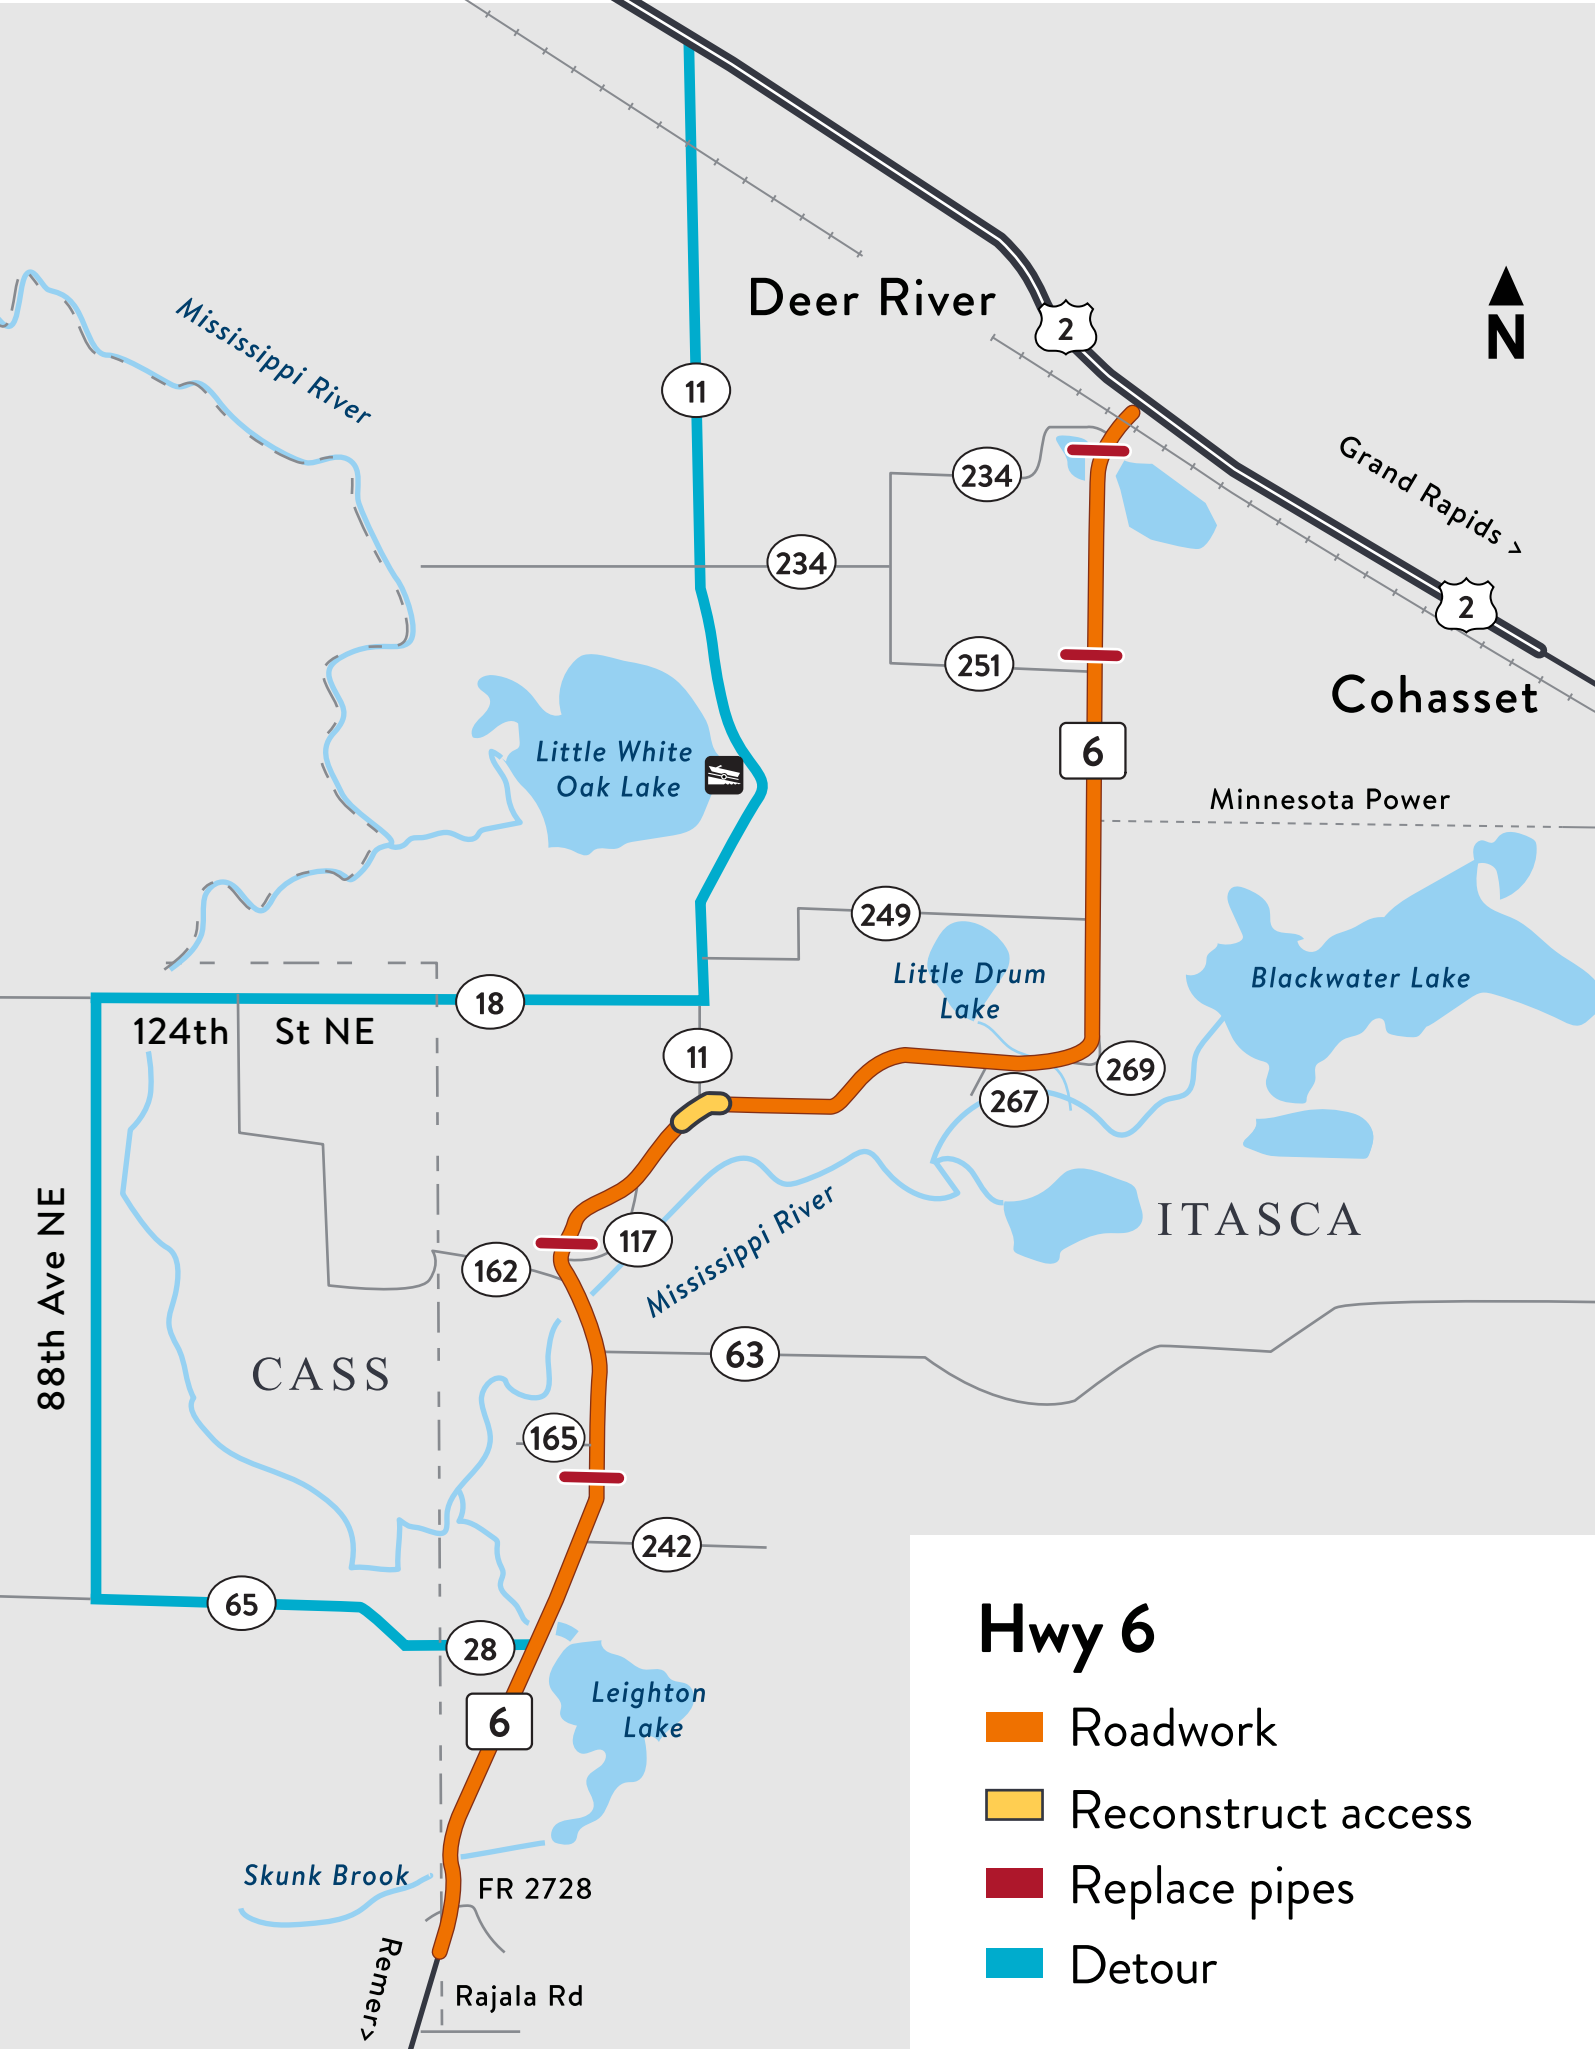 Mississippi River
Deer River
2
N
11
Grand Rapids >
234
234
2
251
Cohasset
6
Little White
Oak Lake
Minnesota Power
249
Little Drum
Lake
Blackwater Lake
18
124th St NE
11
269
267
88th Ave NE
117
162
Mississippi River
ITASCA
63
CASS
165
242
65
28
6
Leighton
Lake
Skunk Brook
FR 2728
Remer>
Rajala Rd
Hwy 6
Roadwork
Reconstruct access
Replace pipes
Detour